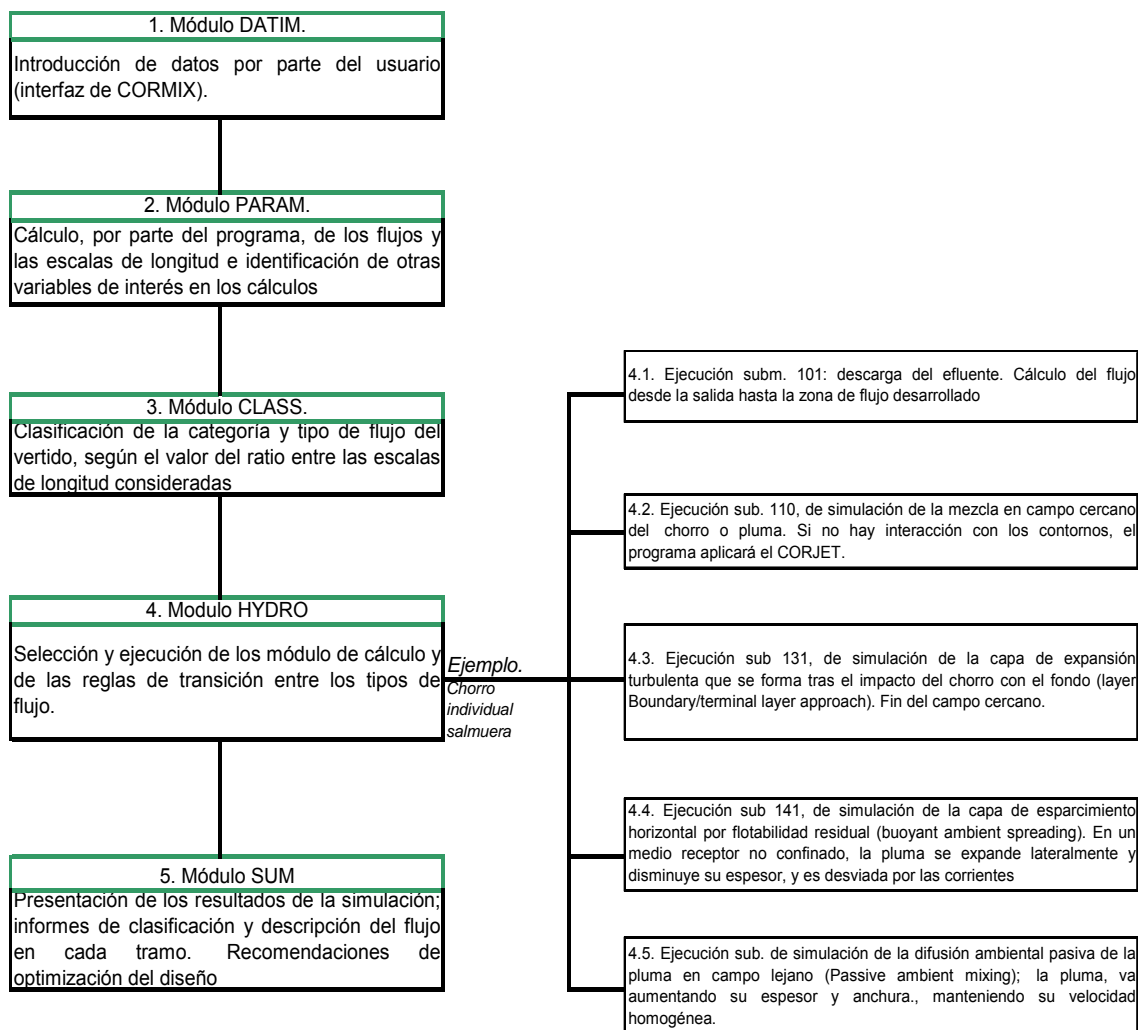 1. Módulo DATIM.
Introducción de datos por parte del usuario
(interfaz de CORMIX).
2. Módulo PARAM.
Cálculo, por parte del programa, de los flujos y
las escalas de longitud e identificación de otras
variables de interés en los cálculos
3. Módulo CLASS.
Clasificación de la categoría y tipo de flujo del
vertido, según el valor del ratio entre las escalas
de longitud consideradas
4. Modulo HYDRO
Selección y ejecución de los módulo de cálculo y
de las reglas de transición entre los tipos de
flujo.
Ejemplo.
Chorro
individual
salmuera
5. Módulo SUM
Presentación de los resultados de la simulación;
informes de clasificación y descripción del flujo
en cada tramo. Recomendaciones de
optimización del diseño
4.1. Ejecución subm. 101: descarga del efluente. Cálculo del flujo
desde la salida hasta la zona de flujo desarrollado
4.2. Ejecución sub. 110, de simulación de la mezcla en campo cercano
del chorro o pluma. Si no hay interacción con los contornos, el
programa aplicará el CORJET.
4.3. Ejecución sub 131, de simulación de la capa de expansión
turbulenta que se forma tras el impacto del chorro con el fondo (layer
Boundary/terminal layer approach). Fin del campo cercano.
4.4. Ejecución sub 141, de simulación de la capa de esparcimiento
horizontal por flotabilidad residual (buoyant ambient spreading). En un
medio receptor no confinado, la pluma se expande lateralmente y
disminuye su espesor, y es desviada por las corrientes
4.5. Ejecución sub. de simulación de la difusión ambiental pasiva de la
pluma en campo lejano (Passive ambient mixing); la pluma, va
aumentando su espesor y anchura., manteniendo su velocidad
homogénea.